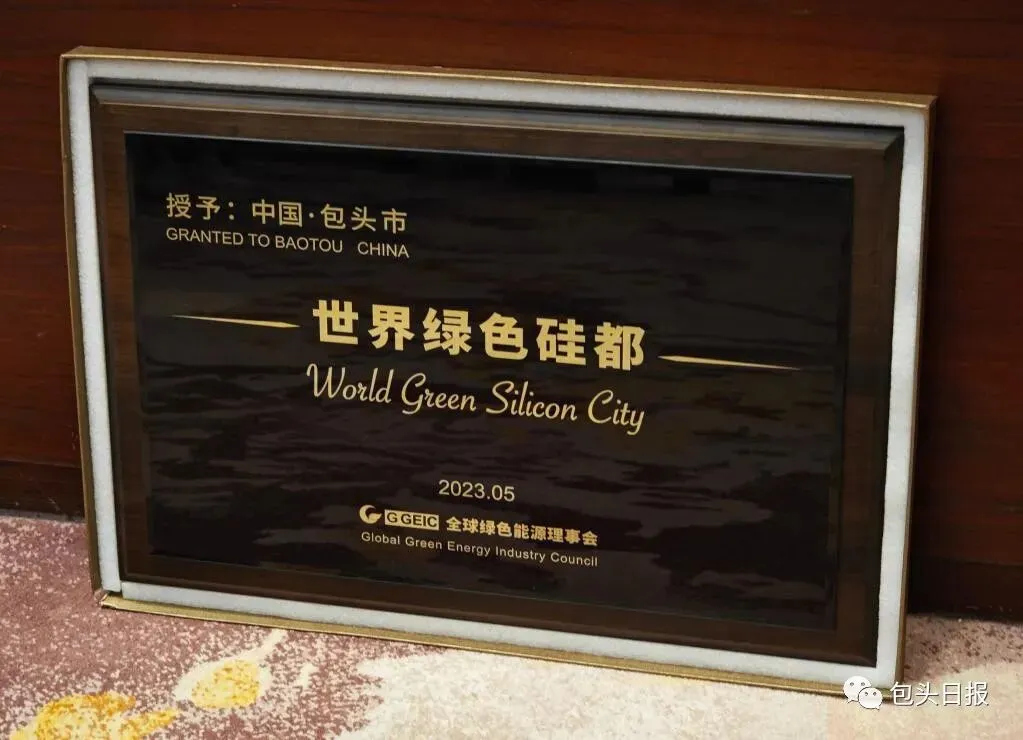 授予：中国·包头市
GRANTED TO BAOTOU CHINA
世界绿色硅都
World Green Silicon City
2023.05
G GEIC 全球绿色能源理事会
Global Green Energy Industry Council
包头日报